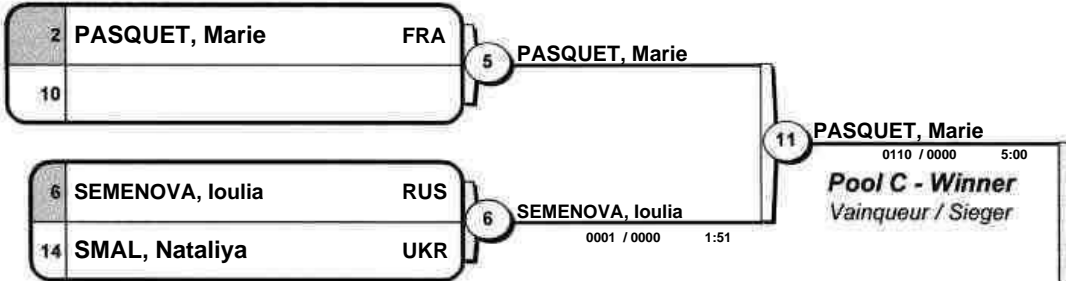 2 PASQUET, Marie FRA
10
5 PASQUET, Marie
6 SEMENOVA, Ioulia RUS
14 SMAL, Nataliya UKR
6 SEMENOVA, Ioulia
0001 / 0000 1:51
11 PASQUET, Marie
0110 / 0000 5:00
Pool C - Winner
Vainqueur / Sieger